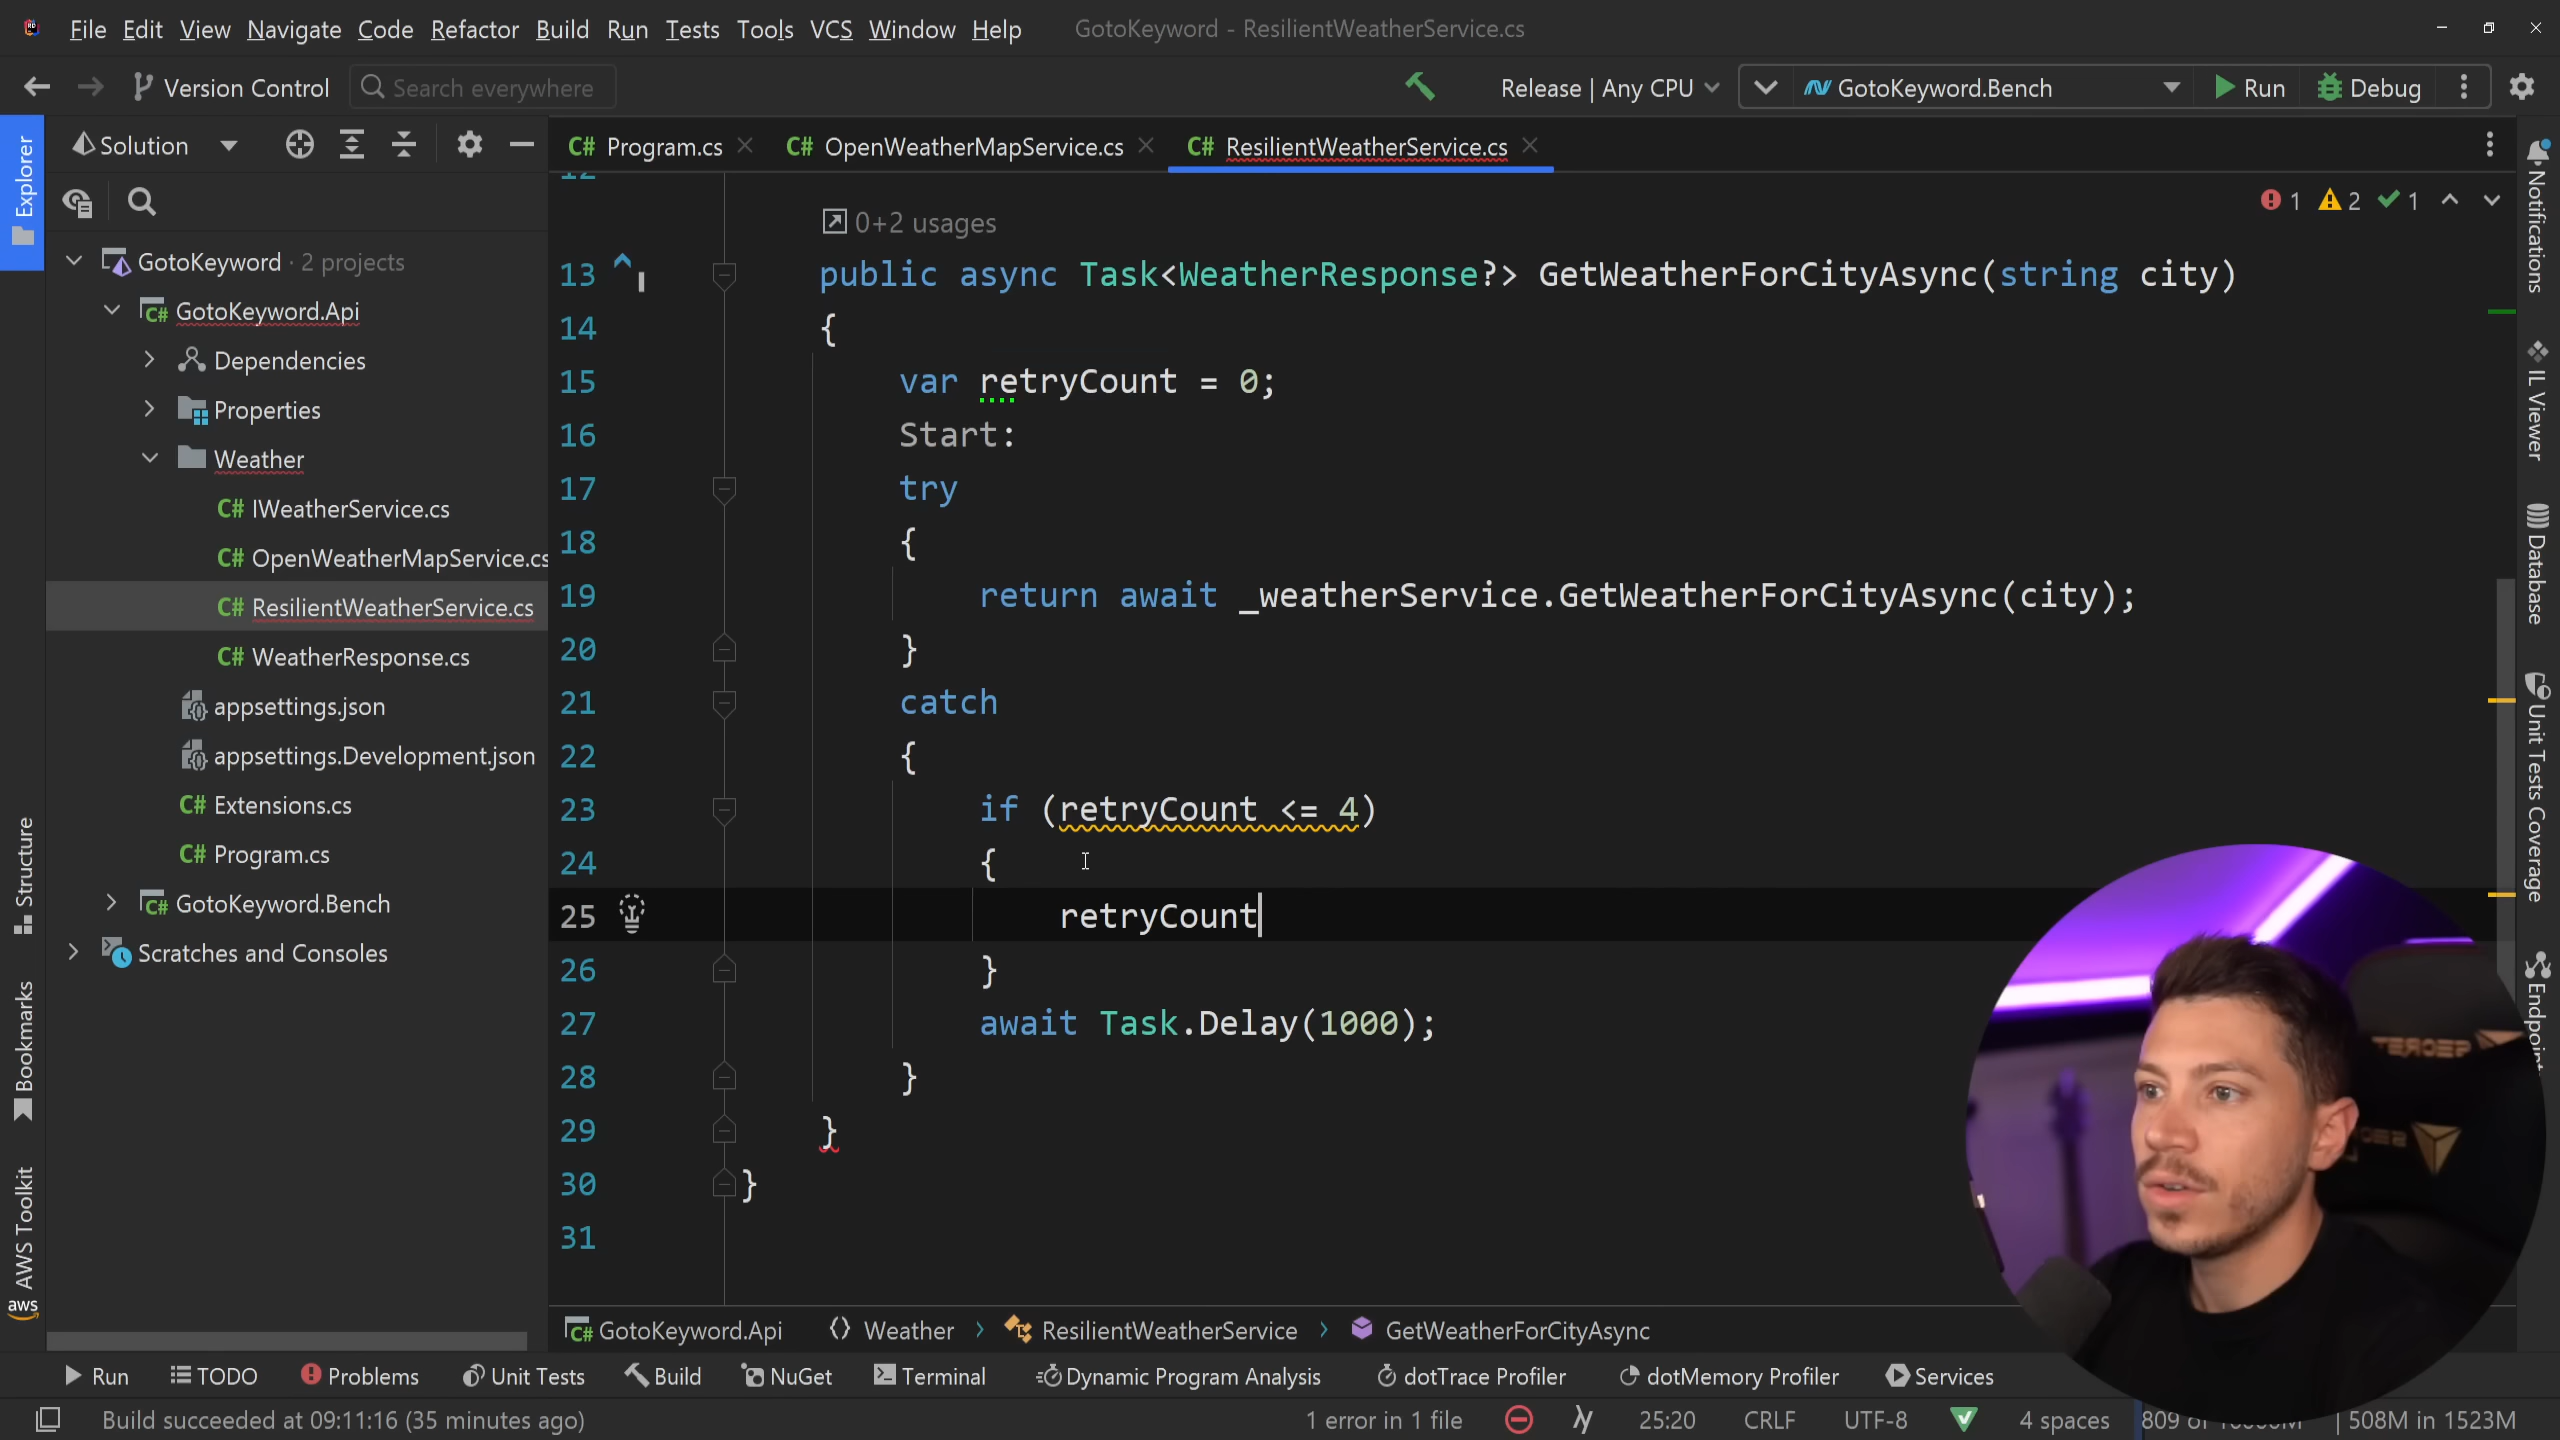 File Edit View Navigate Code Refactor Build Run Tests Tools VCS Window Help GotoKeyword - ResilientWeatherService.cs
Version Control Search everywhere Release | Any CPU GotoKeyword.Bench Run Debug
Explorer
Solution
Program.cs OpenWeatherMapService.cs ResilientWeatherService.cs
1 2 1
GotoKeyword · 2 projects
GotoKeyword.Api
Dependencies
Properties
Weather
C# IWeatherService.cs
C# OpenWeatherMapService.cs
C# ResilientWeatherService.cs
C# WeatherResponse.cs
appsettings.json
appsettings.Development.json
C# Extensions.cs
C# Program.cs
GotoKeyword.Bench
Scratches and Consoles
Structure
Bookmarks
AWS Toolkit
aws
12
0+2 usages
13 public async Task<WeatherResponse?> GetWeatherForCityAsync(string city)
14 {
15 var retryCount = 0;
16 Start:
17 try
18 {
19 return await _weatherService.GetWeatherForCityAsync(city);
20 }
21 catch
22 {
23 if (retryCount <= 4)
24 {
25 retryCount
26 }
27 await Task.Delay(1000);
28 }
29 }
30 }
31
Notifications
IL Viewer
Database
Unit Tests Coverage
GotoKeyword.Api Weather ResilientWeatherService GetWeatherForCityAsync
Run TODO Problems Unit Tests Build NuGet Terminal Dynamic Program Analysis dotTrace Profiler dotMemory Profiler Services
Build succeeded at 09:11:16 (35 minutes ago) 1 error in 1 file 25:20 CRLF UTF-8 4 spaces 809 of 508M in 1523M